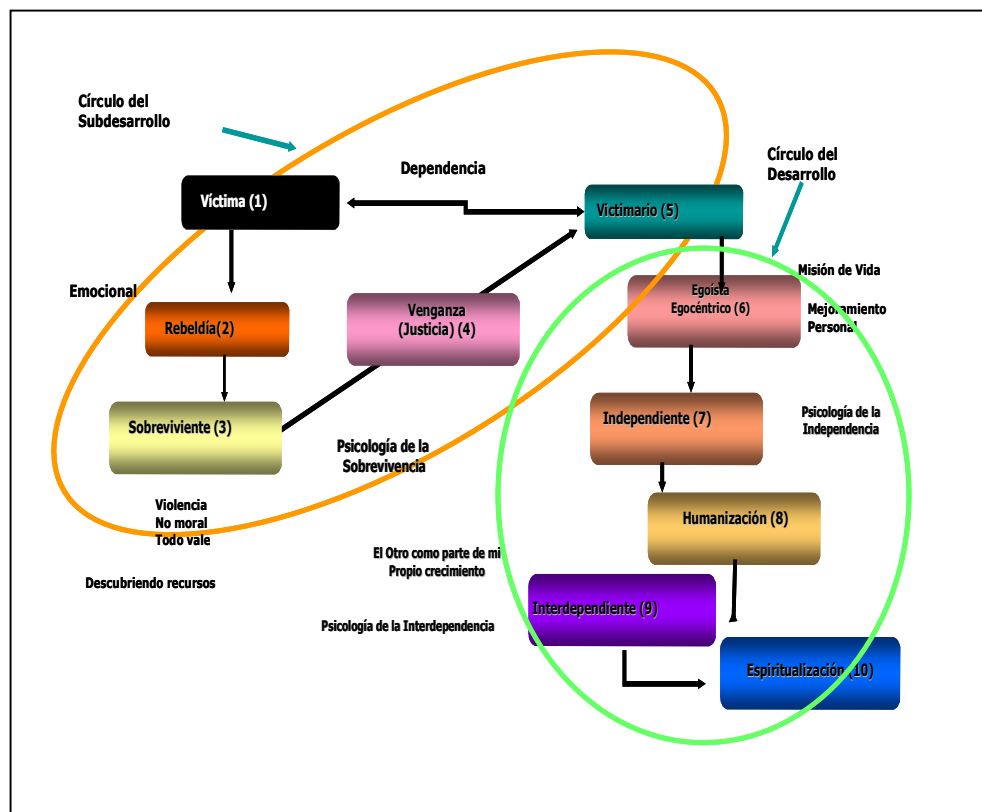 Círculo del
Subdesarrollo
Dependencia
Círculo del
Desarrollo
Víctima (1)
Victimario (5)
Misión de Vida
Emocional
Egoísta
Egocéntrico (6)
Mejoramiento
Personal
Rebeldía(2)
Venganza
(Justicia) (4)
Sobreviviente (3)
Independiente (7)
Psicología de la
Independencia
Psicología de la
Sobrevivencia
Violencia
No moral
Todo vale
Humanización (8)
El Otro como parte de mi
Propio crecimiento
Descubriendo recursos
Interdependiente (9)
Psicología de la Interdependencia
Espiritualización (10)